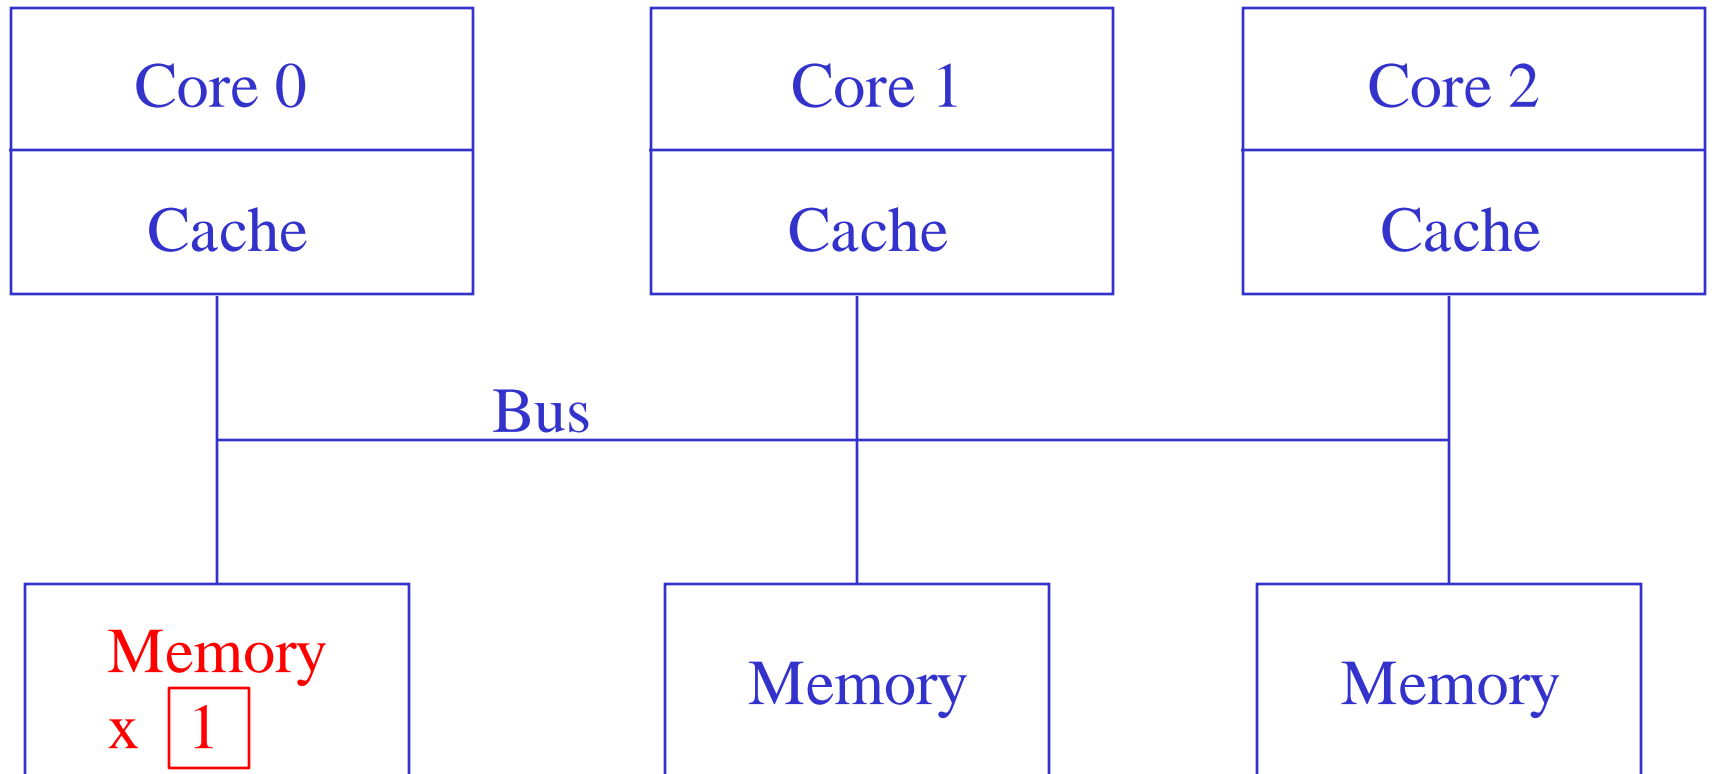 Core 0
Core 1
Core 2
Cache
Cache
Cache
Bus
Memory
x 1
Memory
Memory